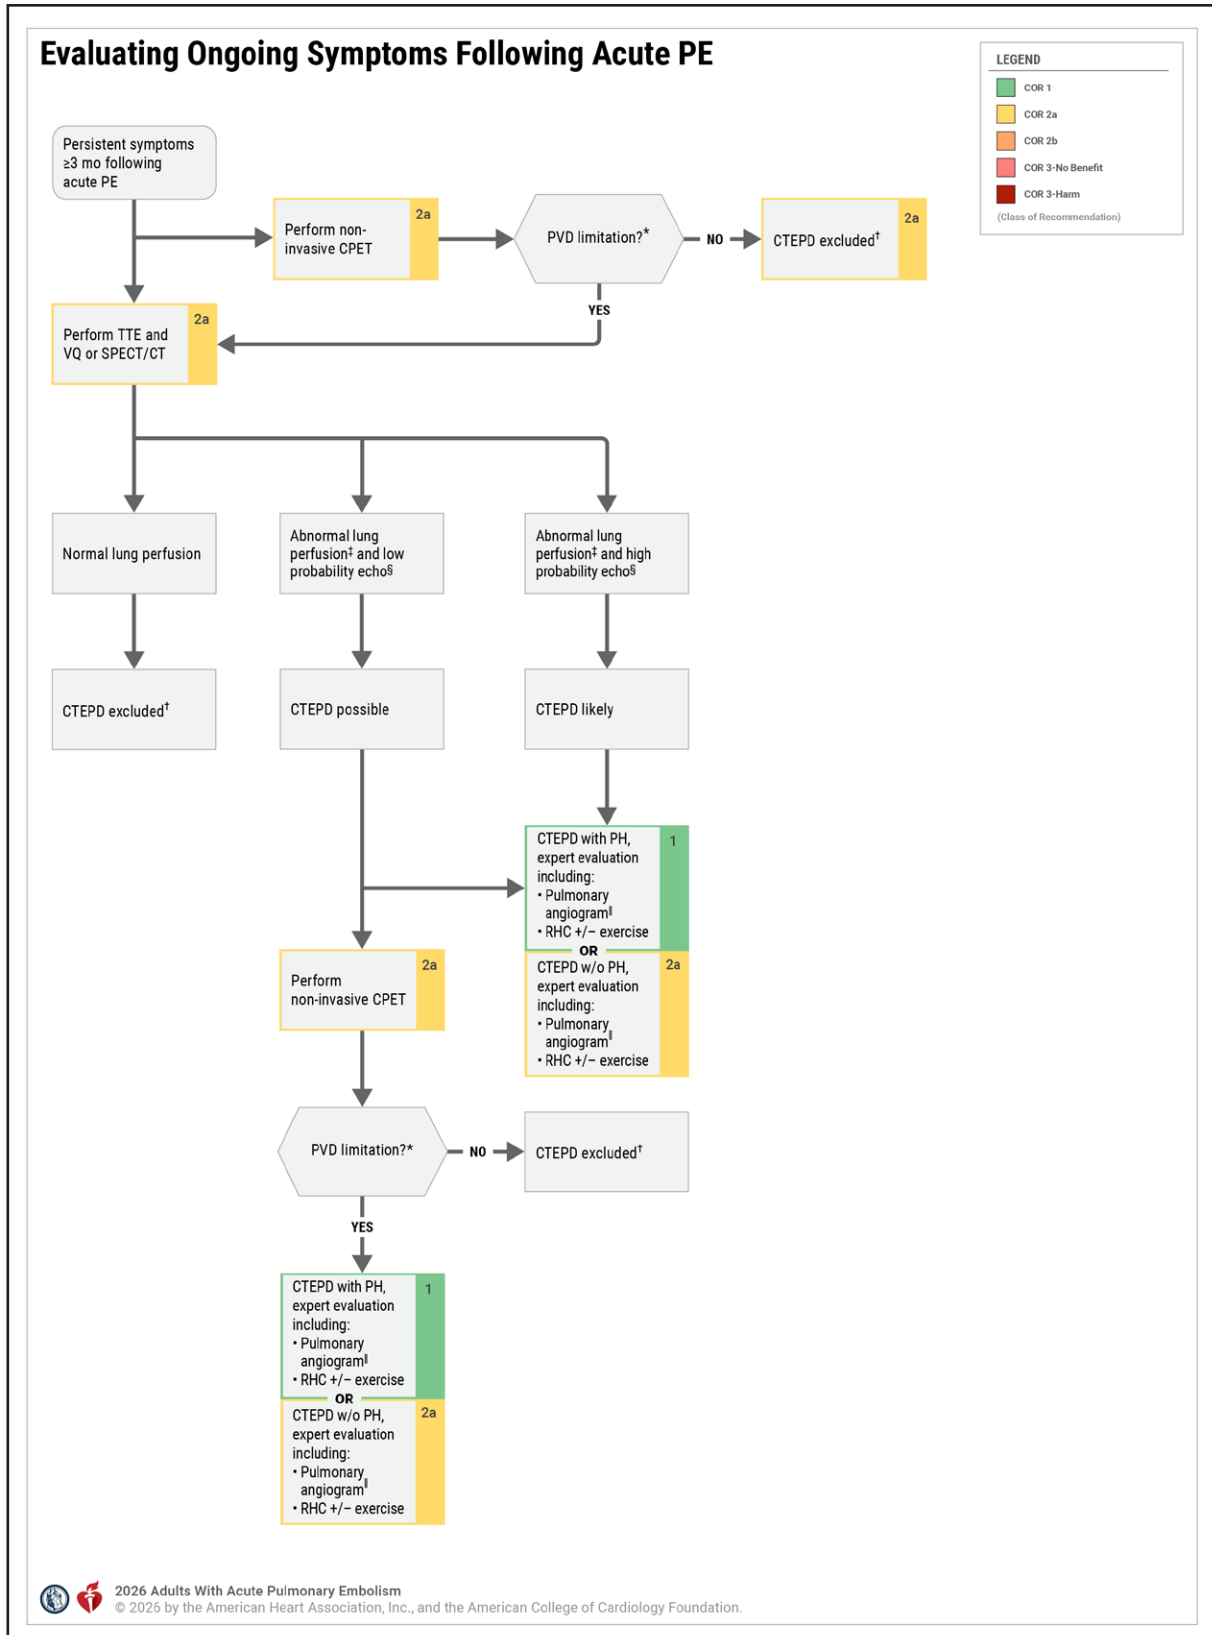 Evaluating Ongoing Symptoms Following Acute PE
LEGEND
COR 1
COR 2a
COR 2b
COR 3-No Benefit
COR 3-Harm
(Class of Recommendation)
Persistent symptoms
≥3 mo following
acute PE
Perform non-
invasive CPET
2a
PVD limitation?*
NO
CTEPD excluded†
2a
YES
Perform TTE and
VQ or SPECT/CT
2a
Normal lung perfusion
Abnormal lung
perfusion‡ and low
probability echo§
Abnormal lung
perfusion‡ and high
probability echo§
CTEPD excluded†
CTEPD possible
CTEPD likely
CTEPD with PH,
expert evaluation
including:
• Pulmonary
angiogram‖
• RHC +/– exercise
1
OR
CTEPD w/o PH,
expert evaluation
including:
• Pulmonary
angiogram‖
• RHC +/– exercise
2a
Perform
non-invasive CPET
2a
PVD limitation?*
NO
CTEPD excluded†
YES
CTEPD with PH,
expert evaluation
including:
• Pulmonary
angiogram‖
• RHC +/– exercise
1
OR
CTEPD w/o PH,
expert evaluation
including:
• Pulmonary
angiogram‖
• RHC +/– exercise
2a
2026 Adults With Acute Pulmonary Embolism
© 2026 by the American Heart Association, Inc., and the American College of Cardiology Foundation.